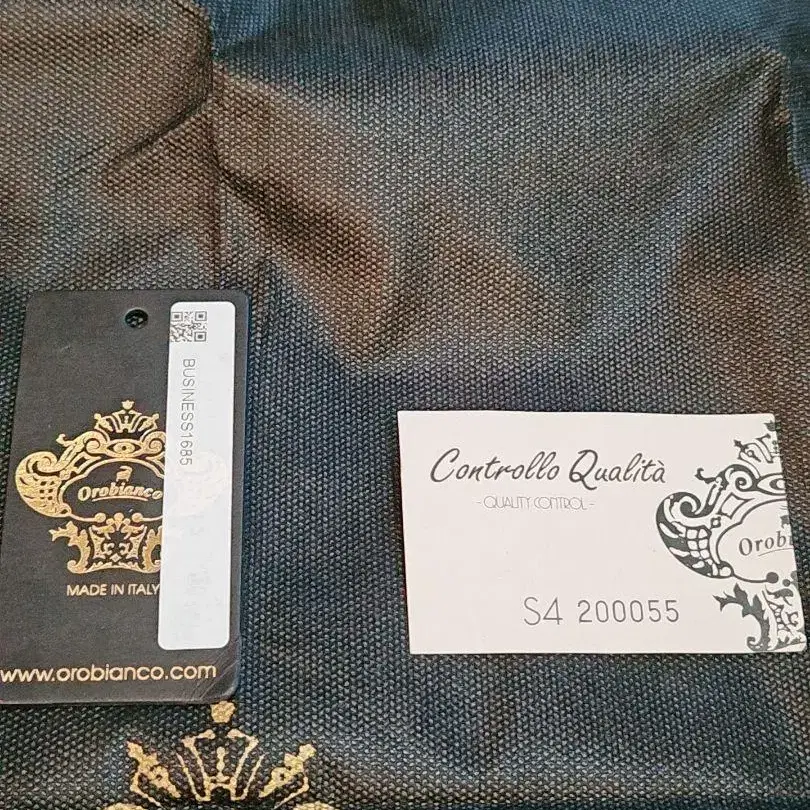 BUSINESS1685
Orobianco
MADE IN ITALY
www.orobianco.com
Controllo Qualità
- QUALITY CONTROL -
Orobi
S4 200055